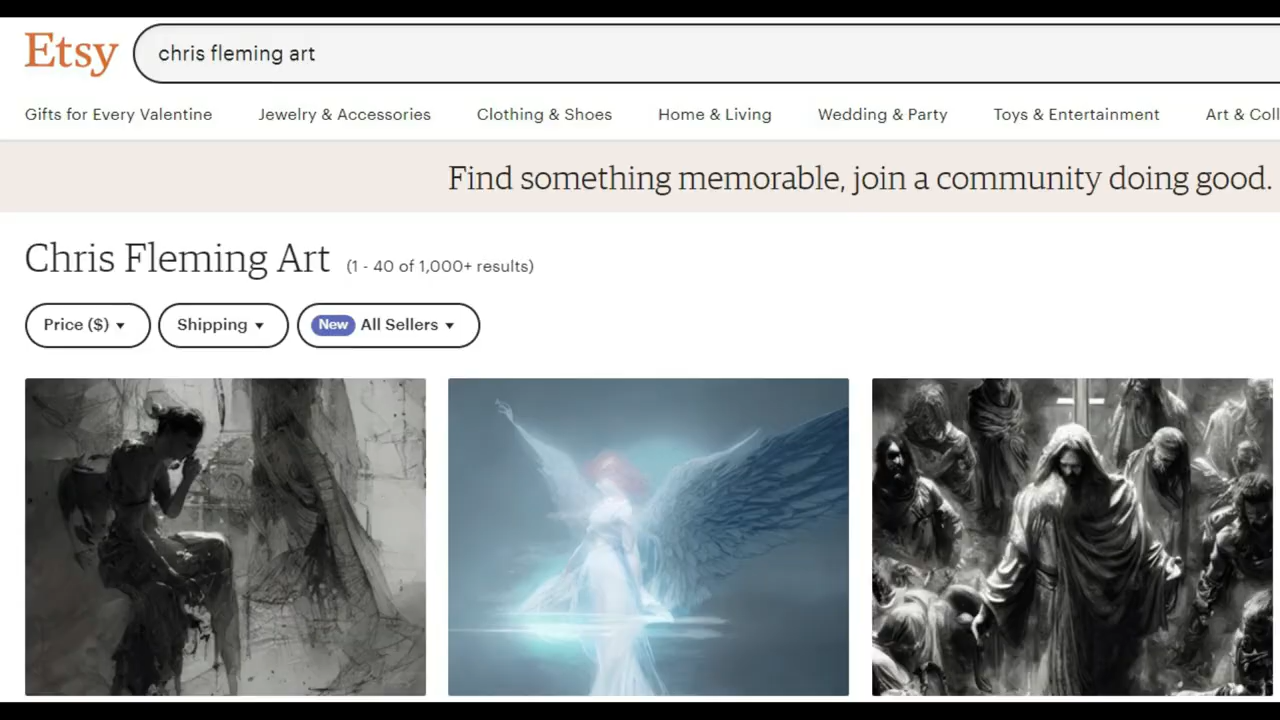 Etsy
chris fleming art
Gifts for Every Valentine Jewelry & Accessories Clothing & Shoes Home & Living Wedding & Party Toys & Entertainment Art & Coll
Find something memorable, join a community doing good.
Chris Fleming Art (1 - 40 of 1,000+ results)
Price ($) Shipping New All Sellers